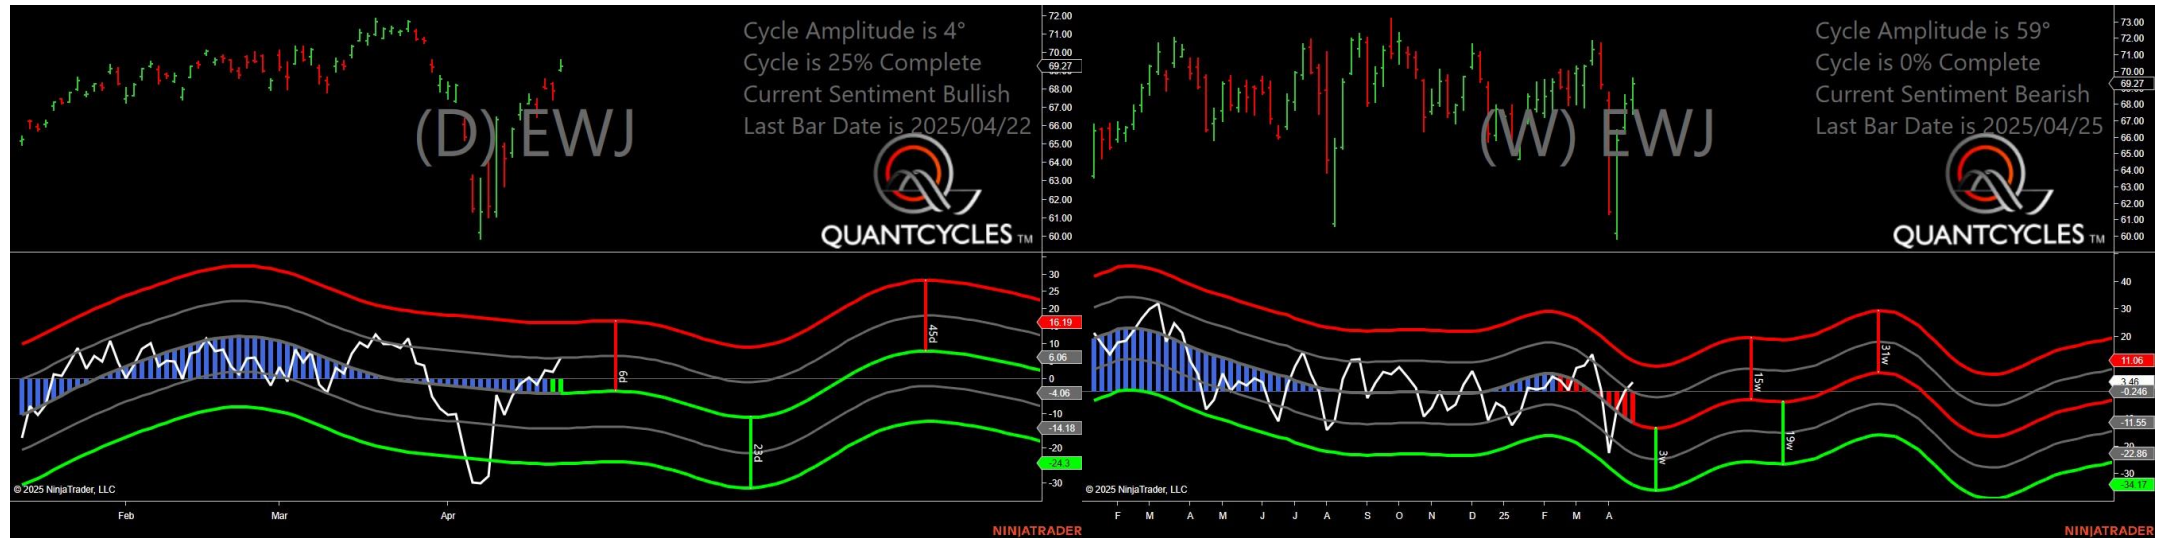 Cycle Amplitude is 4°
Cycle is 25% Complete
Current Sentiment Bullish
Last Bar Date is 2025/04/22
(D) EWJ
QUANTCYCLES TM
72.00
71.00
70.00
69.27
68.00
67.00
66.00
65.00
64.00
63.00
62.00
61.00
60.00
30
25
20
16.19
10
6.06
0
-4.06
-10
-14.18
-20
-24.3
-30
6d
23d
45d
© 2025 NinjaTrader, LLC
Feb
Mar
Apr
NINJATRADER
Cycle Amplitude is 59°
Cycle is 0% Complete
Current Sentiment Bearish
Last Bar Date is 2025/04/25
(W) EWJ
QUANTCYCLES TM
73.00
72.00
71.00
70.00
69.27
68.00
67.00
66.00
65.00
64.00
63.00
62.00
61.00
60.00
40
30
20
11.06
3.46
-0.246
-11.55
-20
-22.86
-30
-34.17
3w
15w
19w
31w
© 2025 NinjaTrader, LLC
F
M
A
M
J
J
A
S
O
N
D
25
F
M
A
NINJATRADER